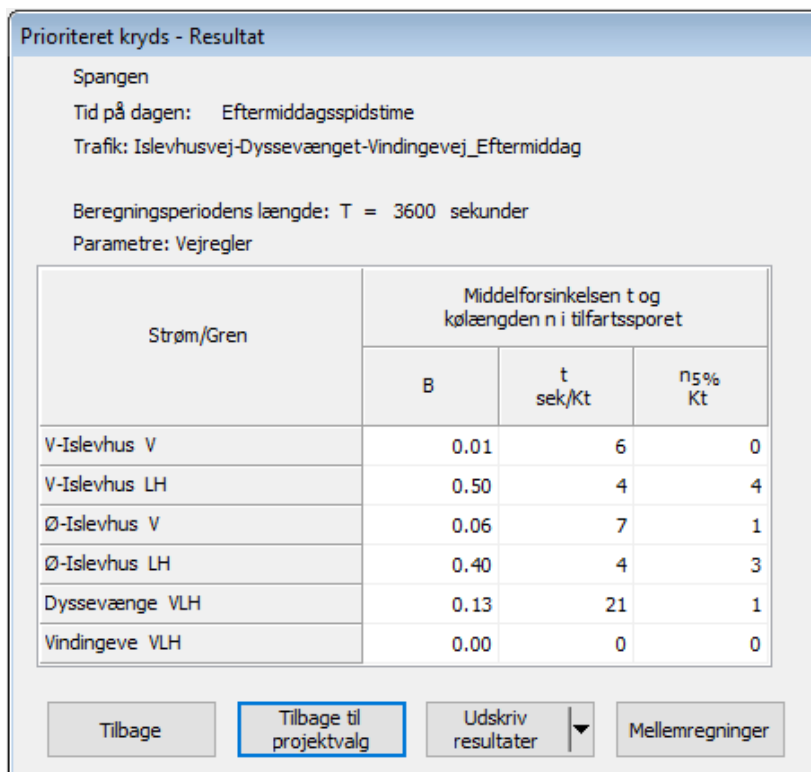 Prioriteret kryds - Resultat
Spangen
Tid på dagen: Eftermiddagsspidstime
Trafik: Islevhusvej-Dyssevænget-Vindingevej_Eftermiddag
Beregningsperiodens længde: T = 3600 sekunder
Parametre: Vejregler
Strøm/Gren
Middelforsinkelsen t og
kølængden n i tilfartssporet
B
t
sek/Kt
n5%
Kt
V-Islevhus V 0.01 6 0
V-Islevhus LH 0.50 4 4
Ø-Islevhus V 0.06 7 1
Ø-Islevhus LH 0.40 4 3
Dyssevænge VLH 0.13 21 1
Vindingeve VLH 0.00 0 0
Tilbage
Tilbage til
projektvalg
Udskriv
resultater
Mellemregninger